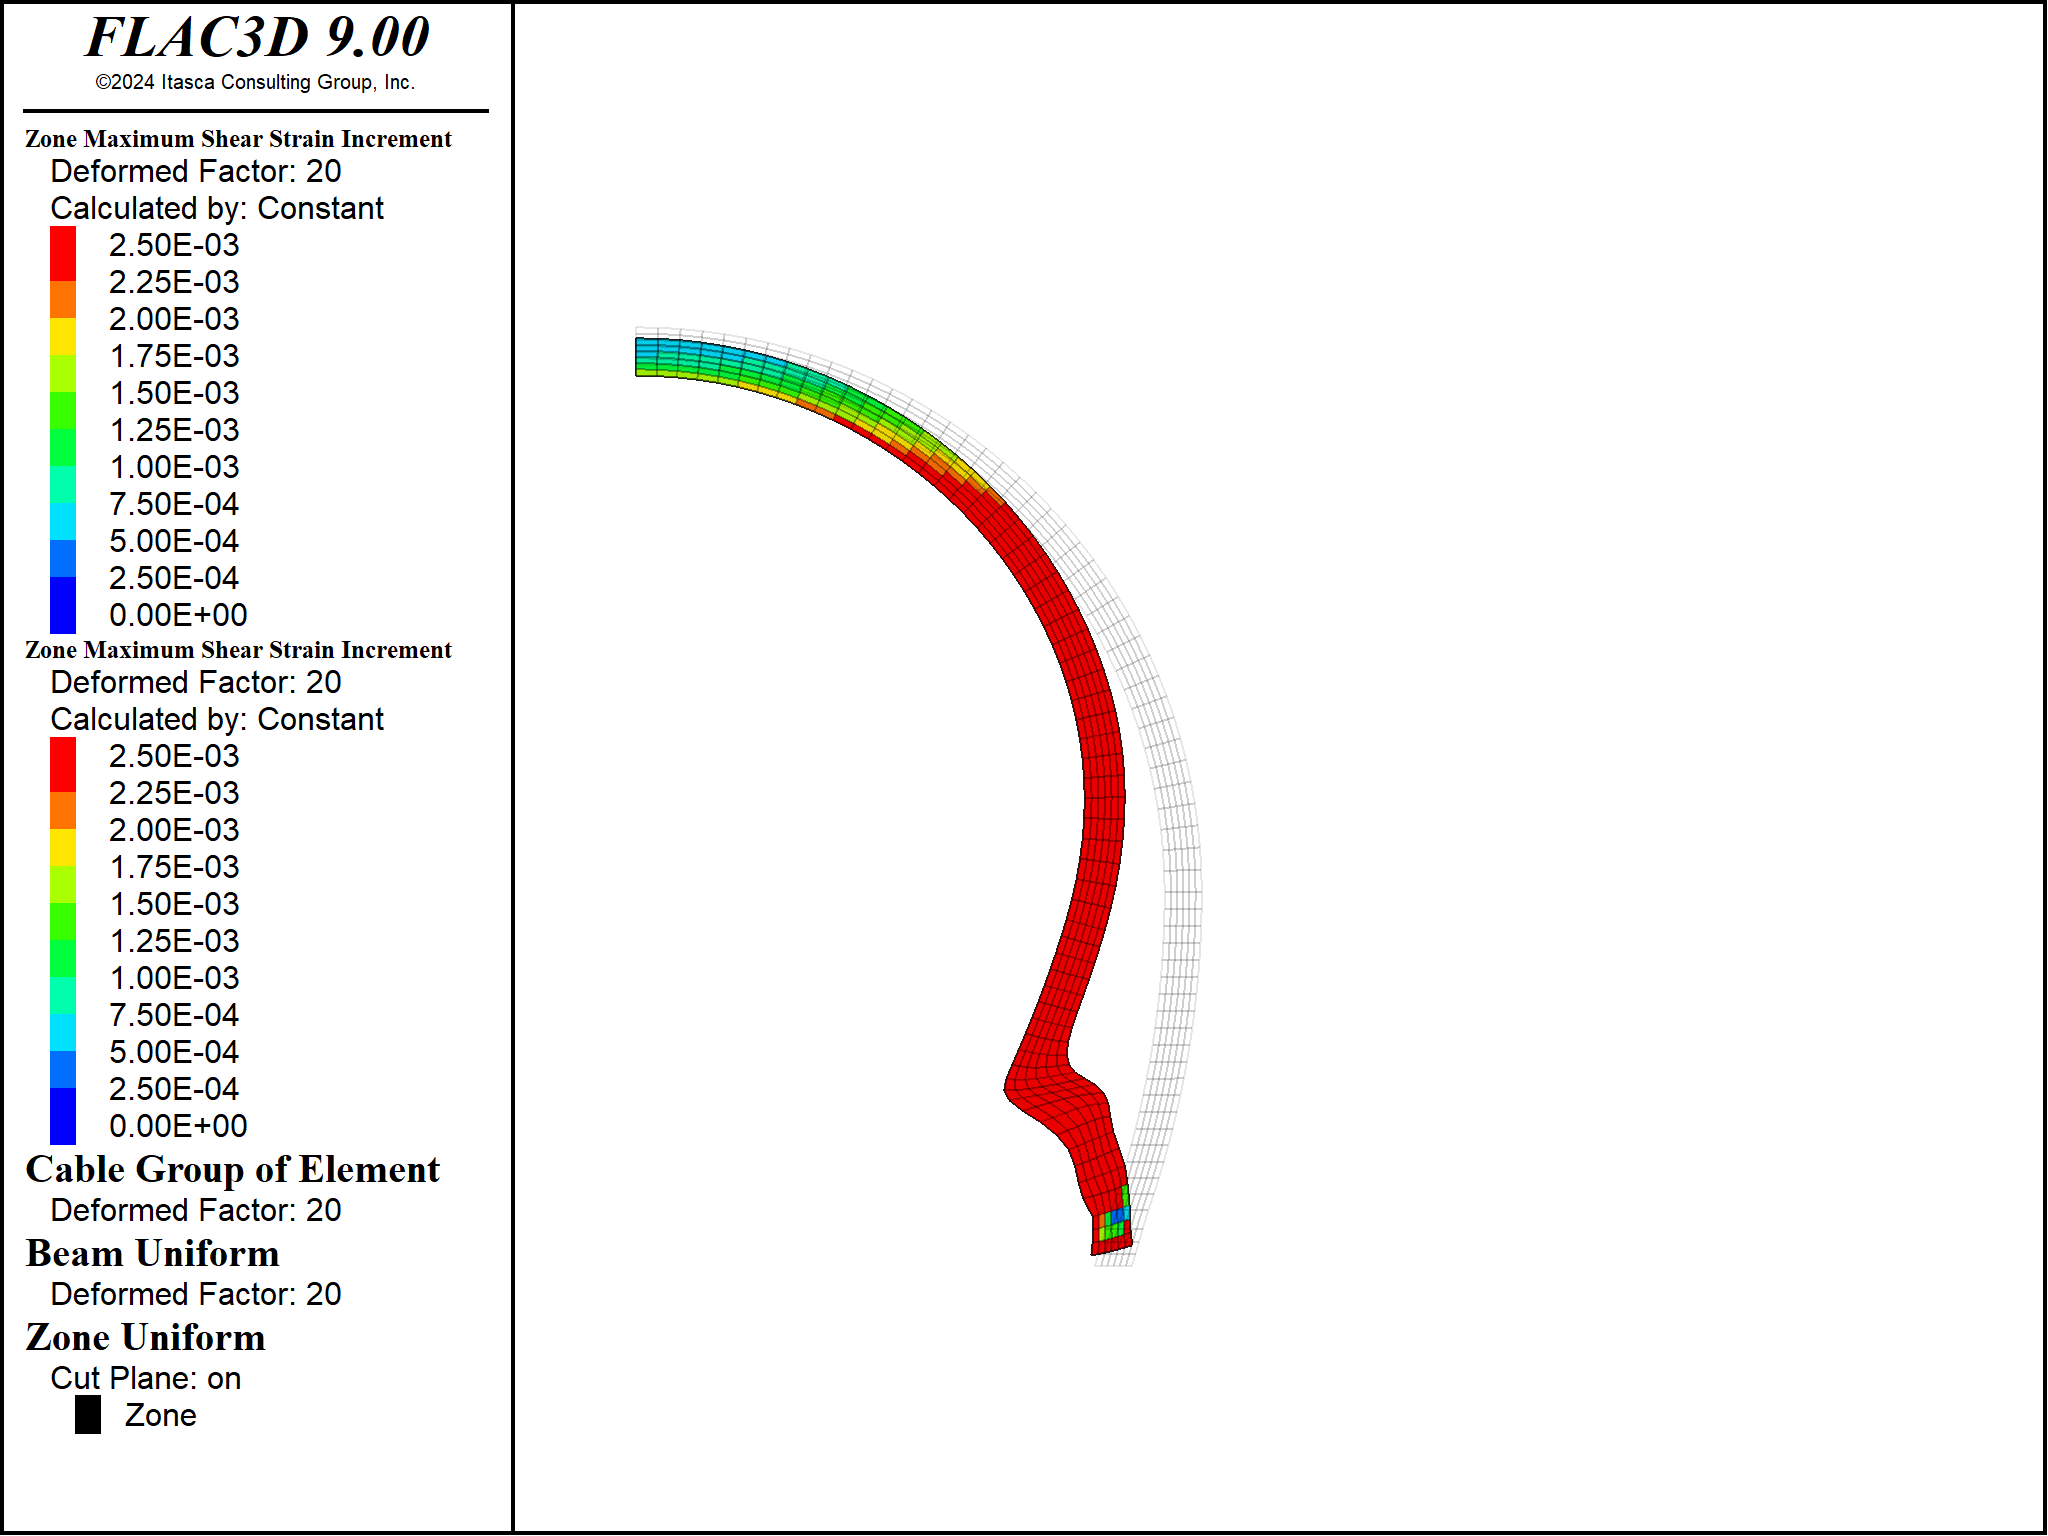 FLAC3D 9.00
©2024 Itasca Consulting Group, Inc.
Zone Maximum Shear Strain Increment
Deformed Factor: 20
Calculated by: Constant
2.50E-03
2.25E-03
2.00E-03
1.75E-03
1.50E-03
1.25E-03
1.00E-03
7.50E-04
5.00E-04
2.50E-04
0.00E+00
Zone Maximum Shear Strain Increment
Deformed Factor: 20
Calculated by: Constant
2.50E-03
2.25E-03
2.00E-03
1.75E-03
1.50E-03
1.25E-03
1.00E-03
7.50E-04
5.00E-04
2.50E-04
0.00E+00
Cable Group of Element
Deformed Factor: 20
Beam Uniform
Deformed Factor: 20
Zone Uniform
Cut Plane: on
Zone